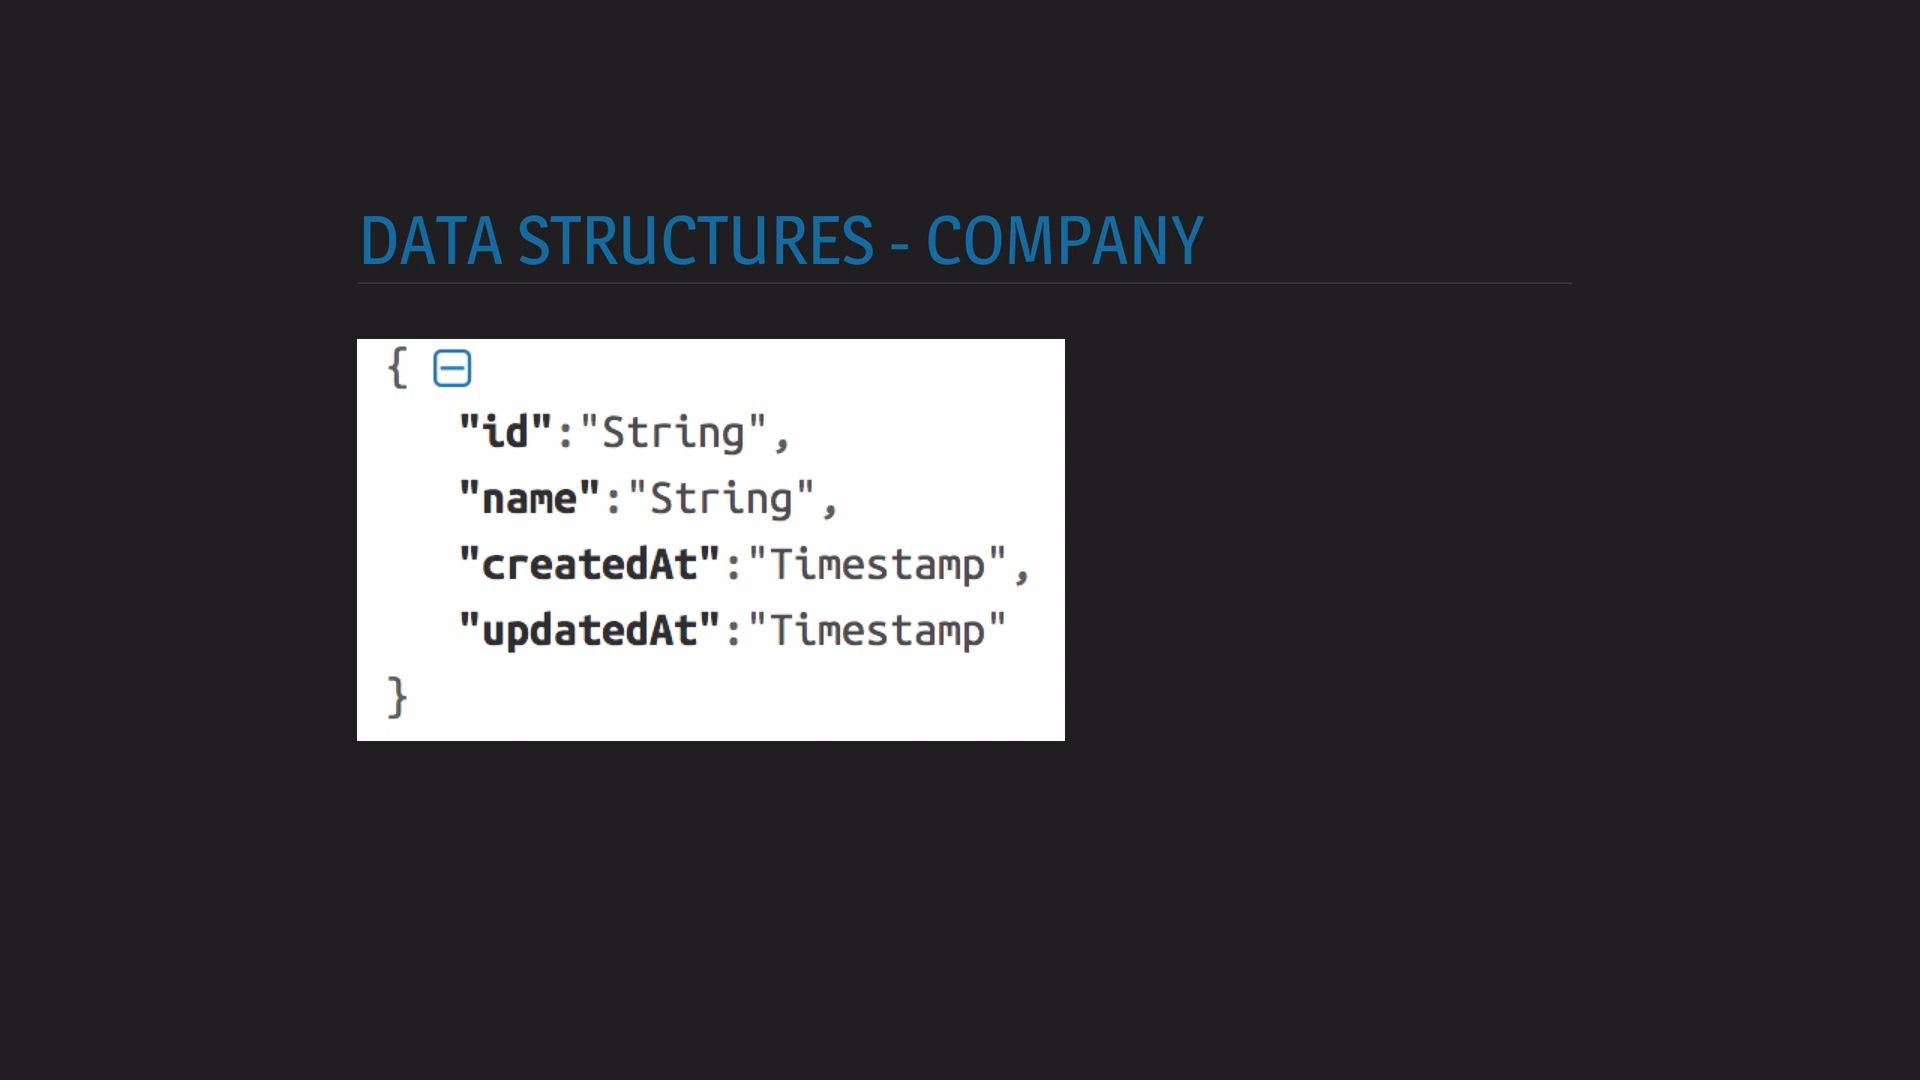 DATA STRUCTURES - COMPANY
{
"id":"String",
"name":"String",
"createdAt":"Timestamp",
"updatedAt":"Timestamp"
}